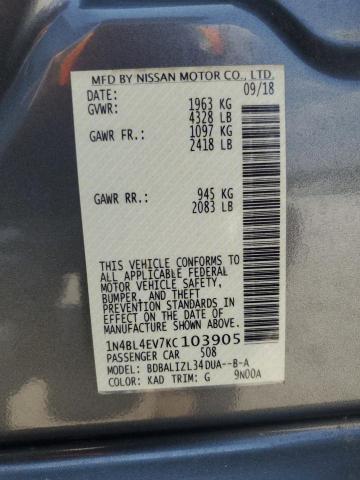 MFD BY NISSAN MOTOR CO., LTD.
DATE: 09/18
GVWR: 1963 KG
4328 LB
GAWR FR.: 1097 KG
2418 LB
GAWR RR.: 945 KG
2083 LB
THIS VEHICLE CONFORMS TO
ALL APPLICABLE FEDERAL
MOTOR VEHICLE SAFETY,
BUMPER, AND THEFT
PREVENTION STANDARDS IN
EFFECT ON THE DATE OF
MANUFACTURE SHOWN ABOVE.
1N4BL4EV7KC103905
PASSENGER CAR 508
MODEL: BDBALIZL34DUA--B-A
COLOR: KAD TRIM: G 9N00A